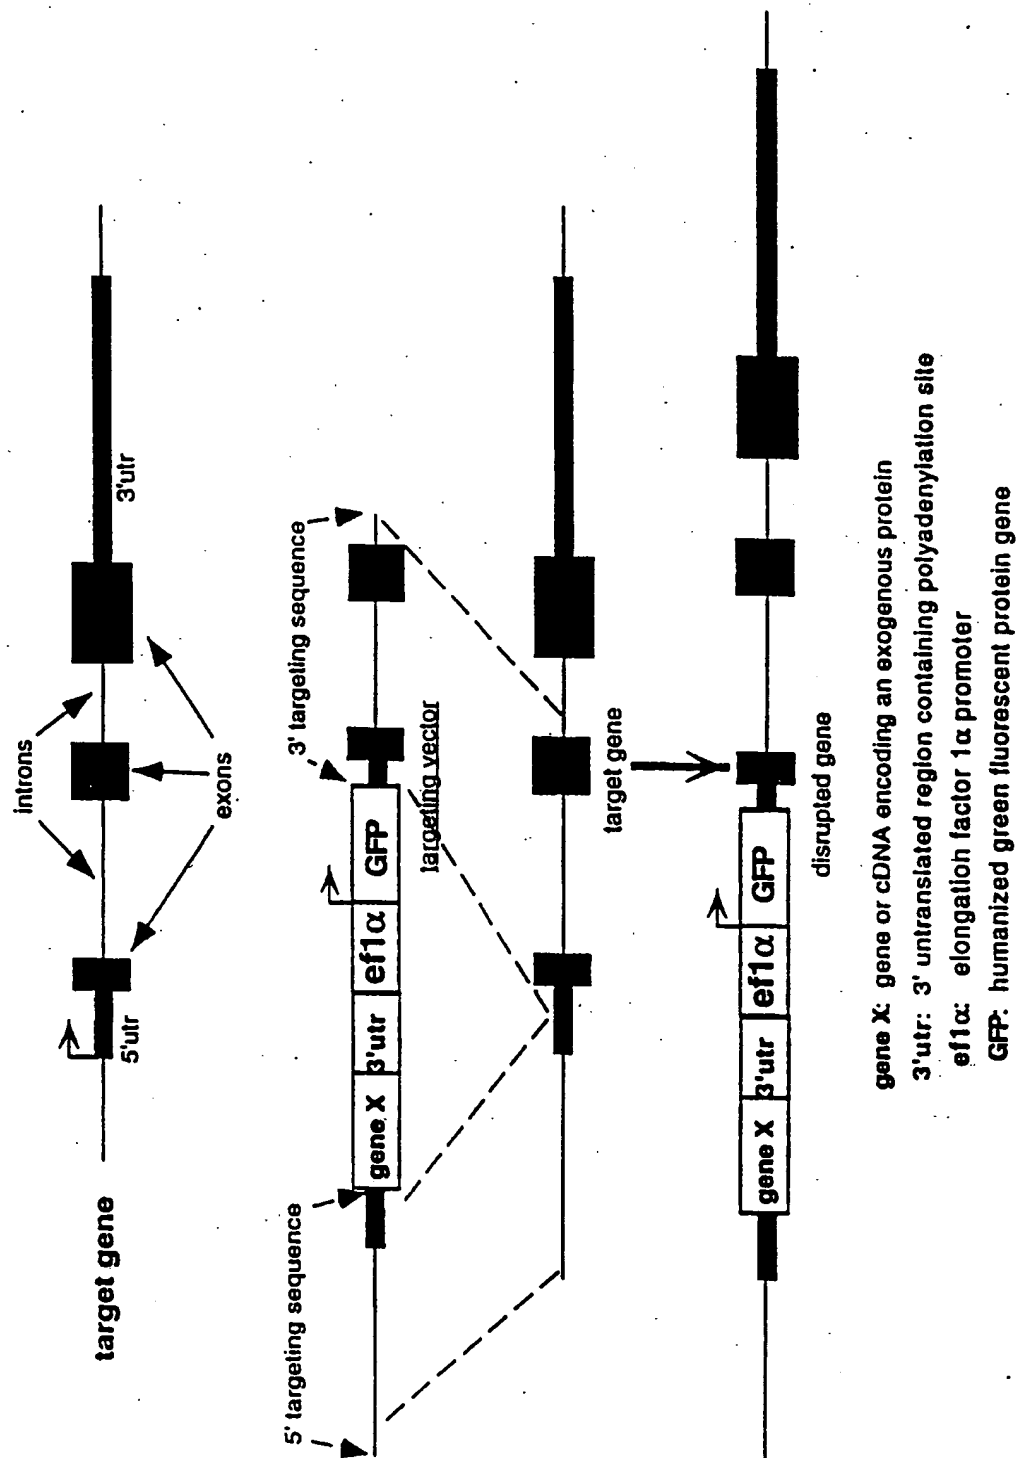 target gene
introns
exons
5'utr
3'utr
5' targeting sequence
3' targeting sequence
gene X 3'utr ef1α GFP
targeting vector
target gene
gene X 3'utr ef1α GFP
disrupted gene
gene X: gene or cDNA encoding an exogenous protein
3'utr: 3' untranslated region containing polyadenylation site
ef1α: elongation factor 1α promoter
GFP: humanized green fluorescent protein gene